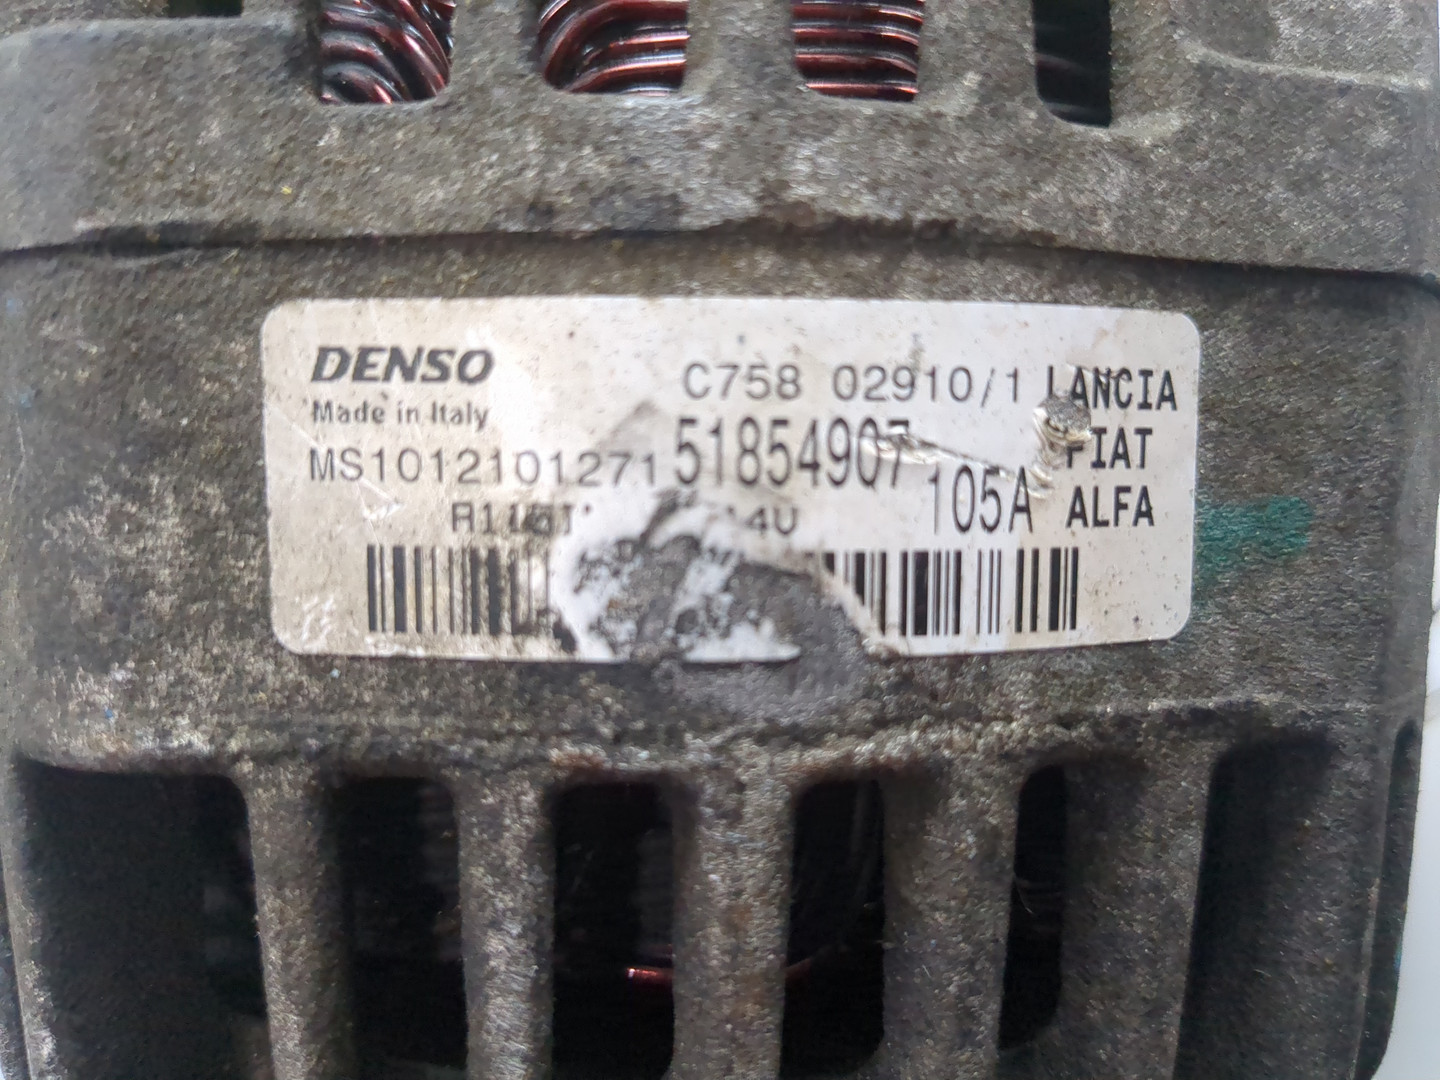 DENSO
Made in Italy
C758 02910/1 LANCIA
MS1012101271 51854907 FIAT
105A ALFA